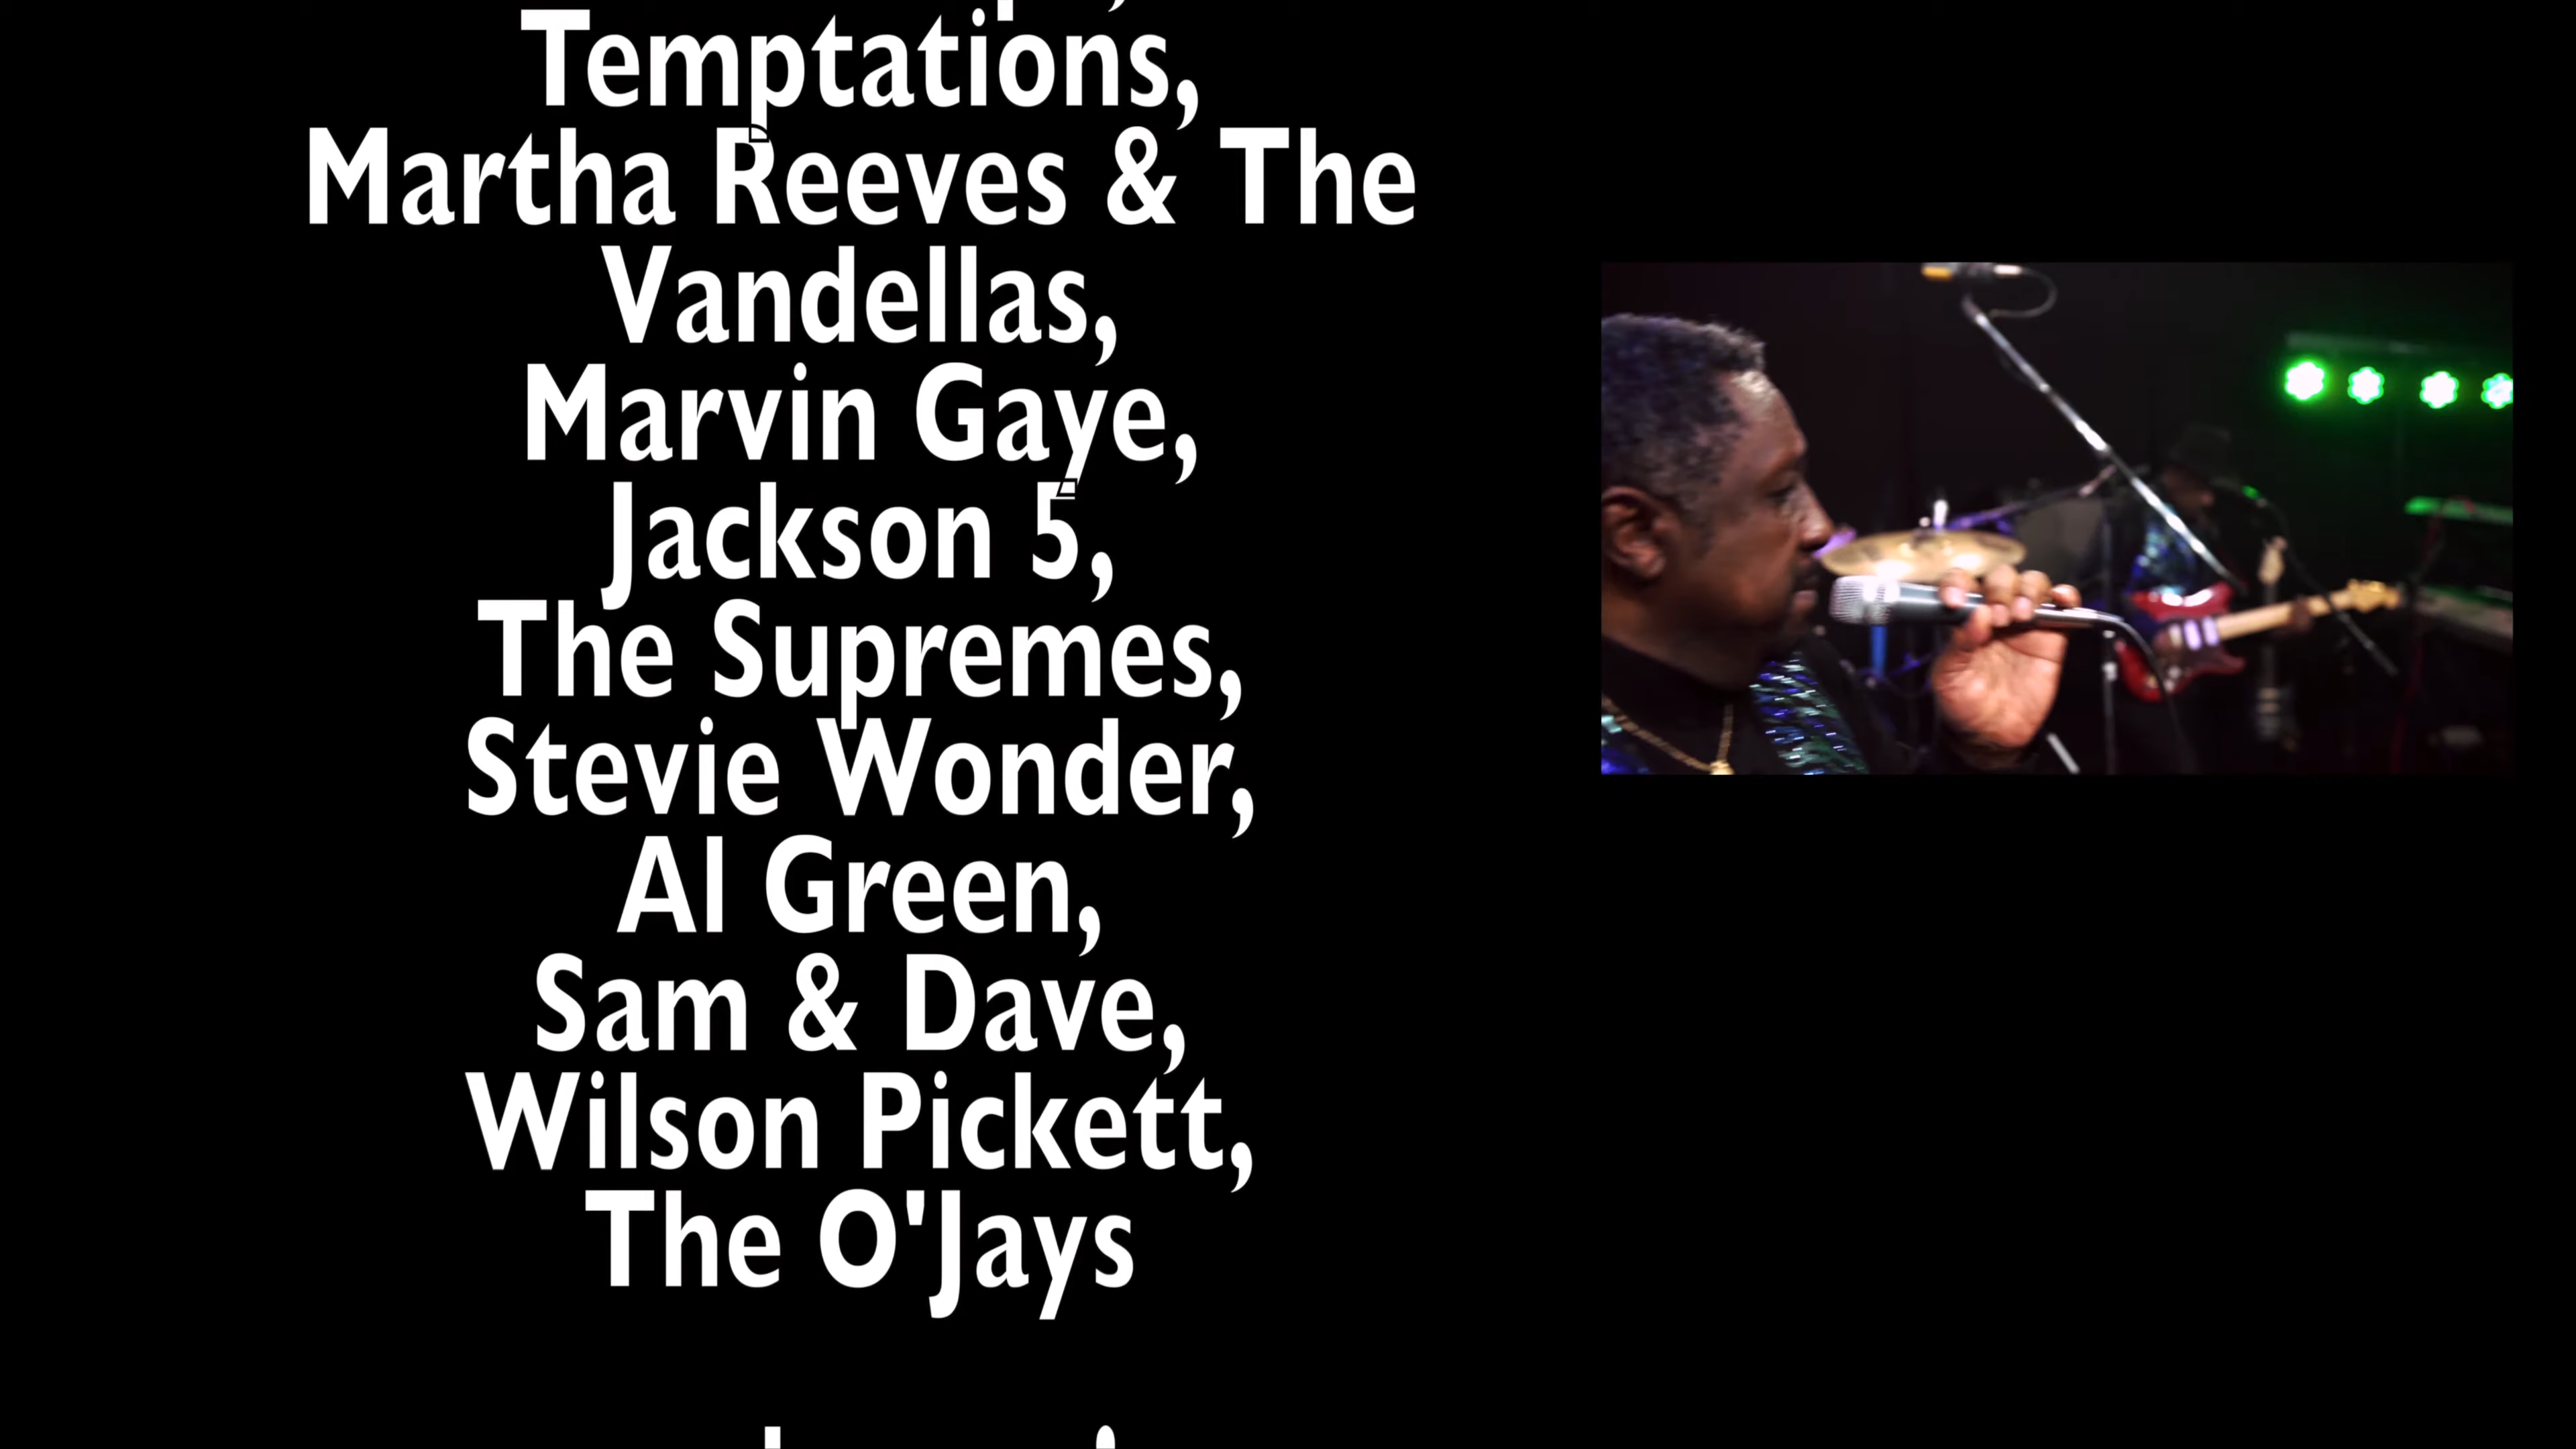 Temptations,
Martha Reeves & The
Vandellas,
Marvin Gaye,
Jackson 5,
The Supremes,
Stevie Wonder,
Al Green,
Sam & Dave,
Wilson Pickett,
The O'Jays